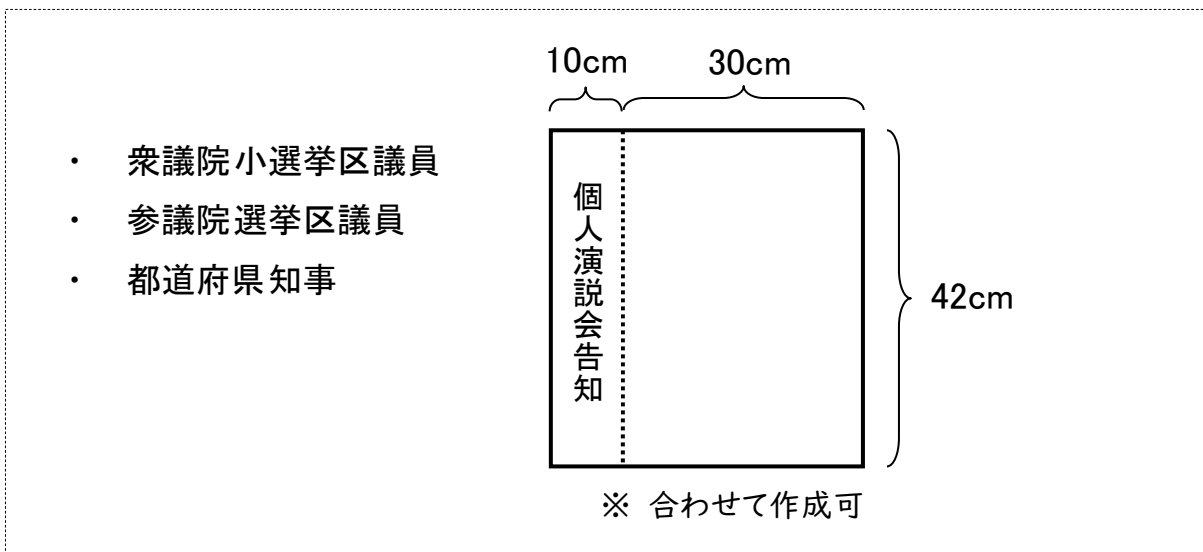 10cm 30cm
・ 衆議院小選挙区議員
・ 参議院選挙区議員
・ 都道府県知事
個人演説会告知
42cm
※ 合わせて作成可